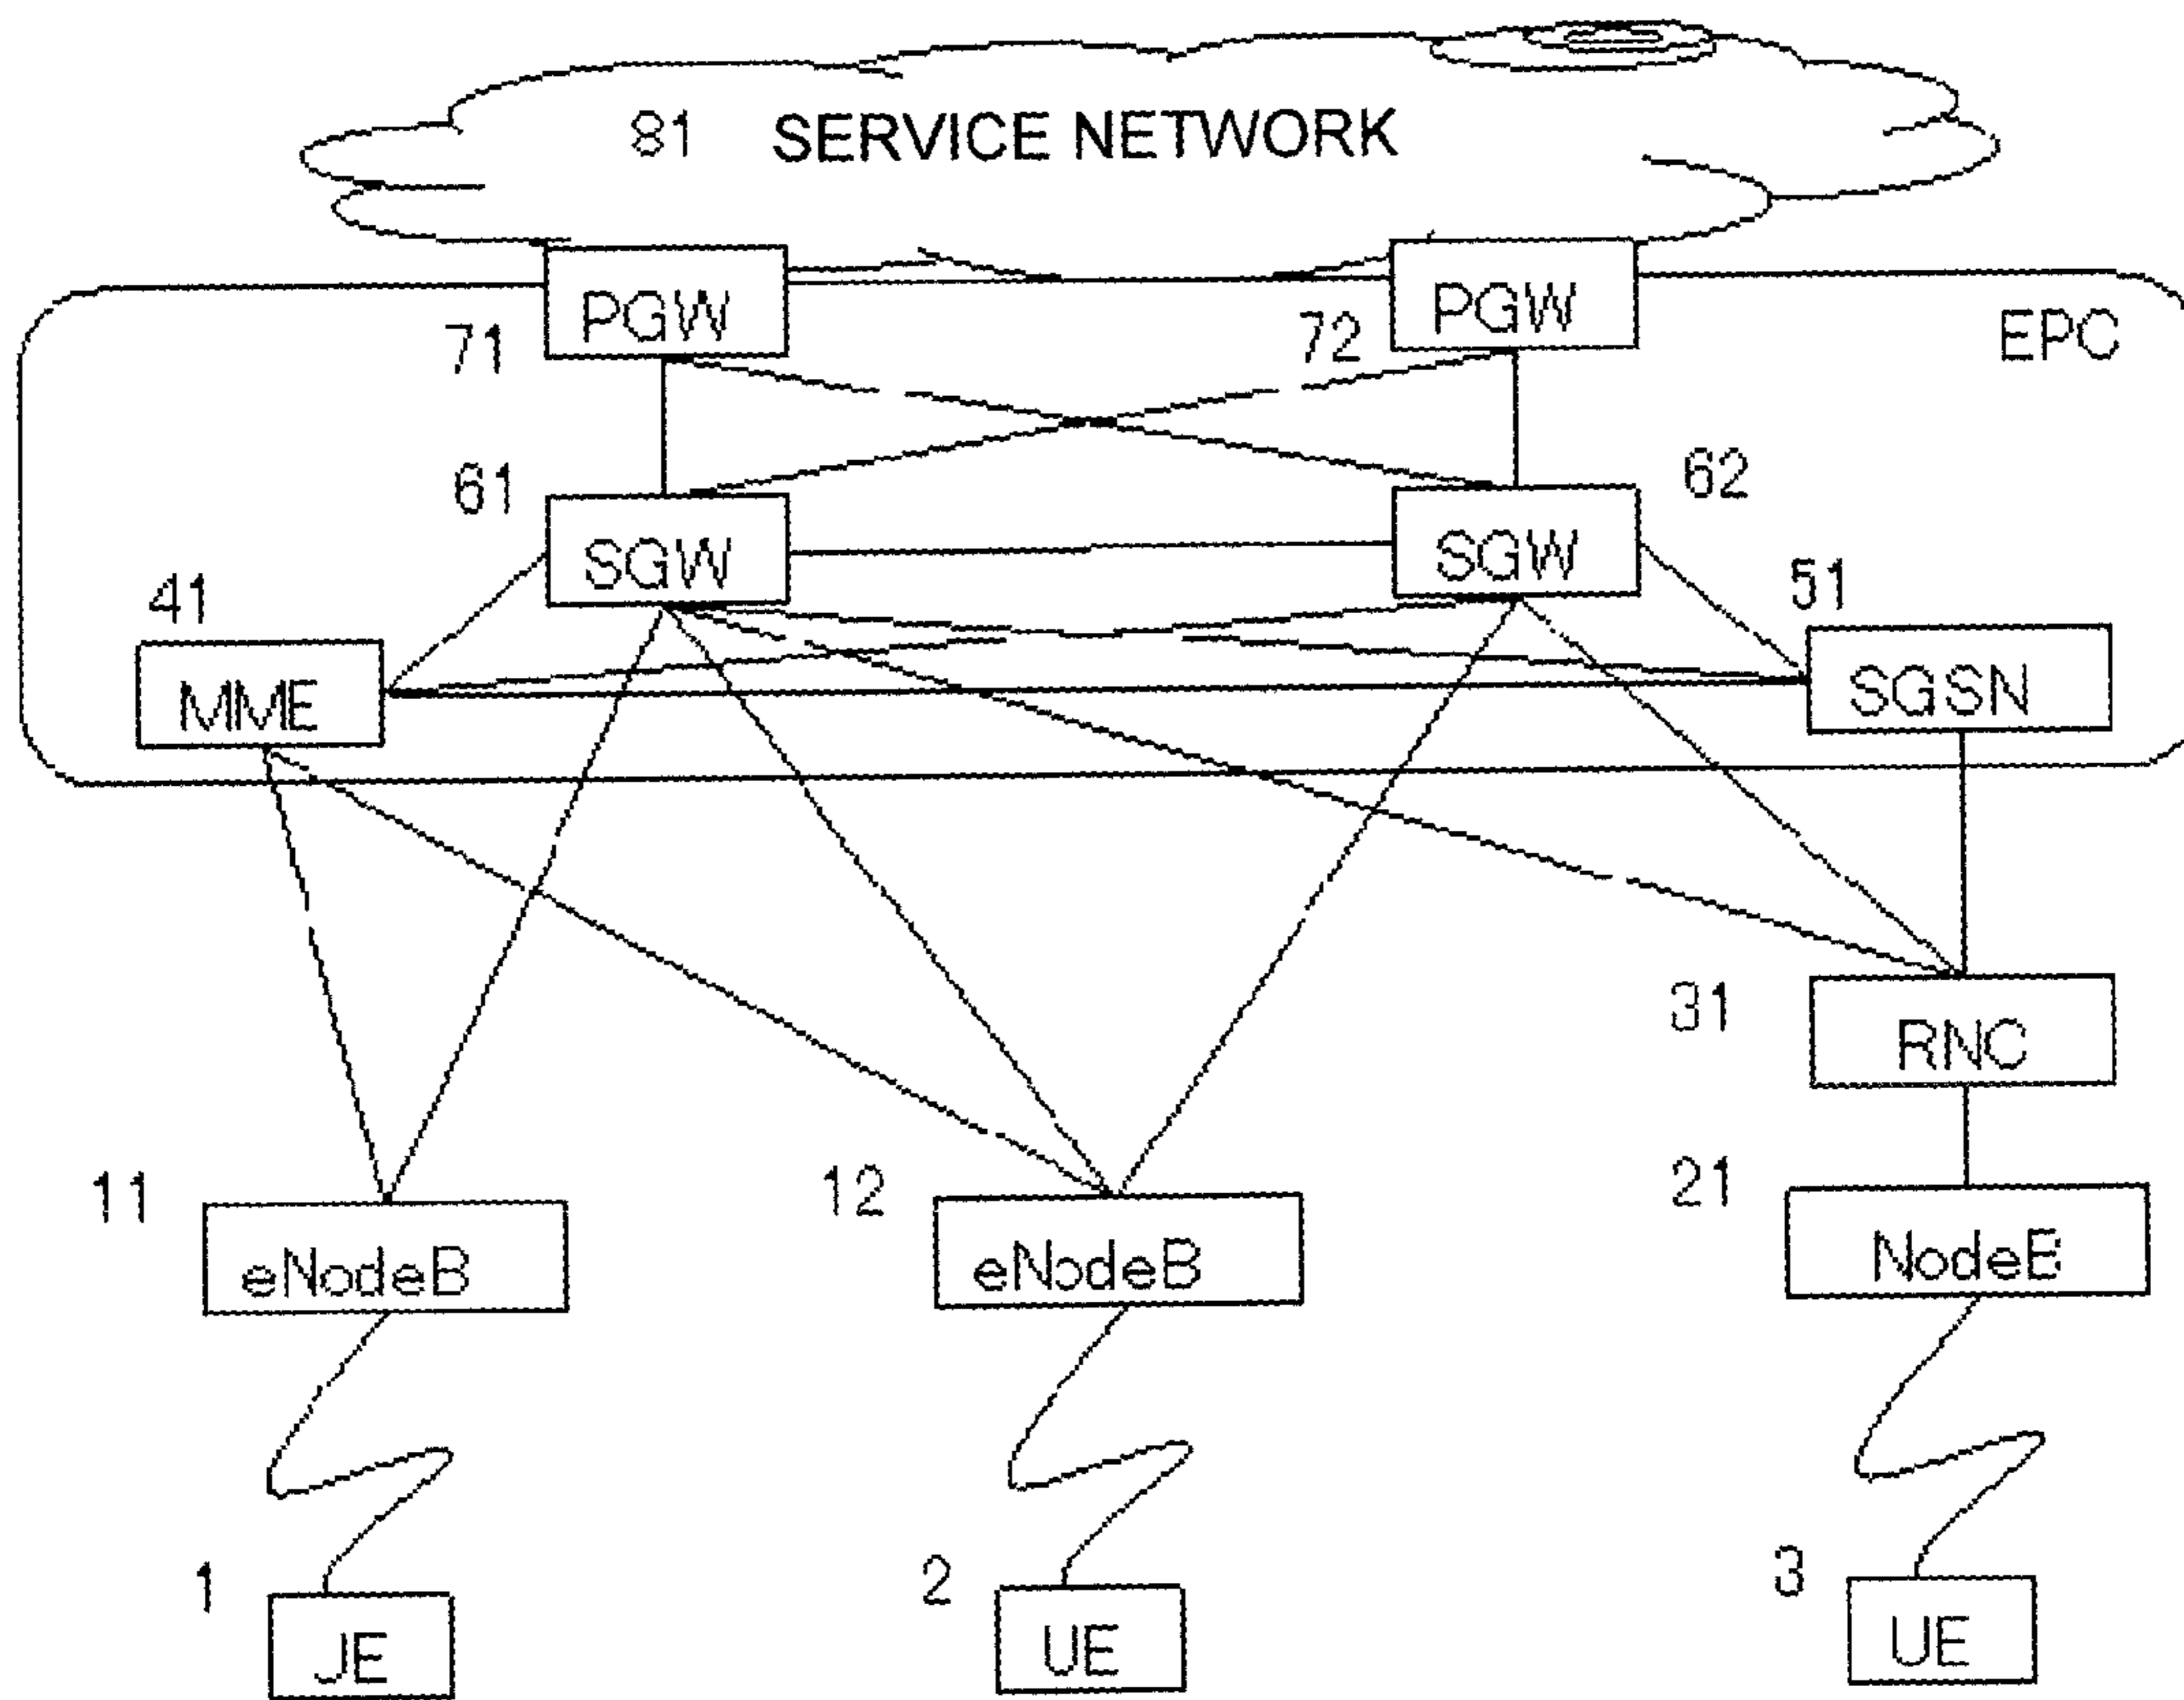 81 SERVICE NETWORK
PGW PGW
71 72 EPC
61 62
SGW SGW
41 51
MME SGSN
31
RNC
11 12 21
eNodeB eNodeB NodeB
1 2 3
JE UE UE